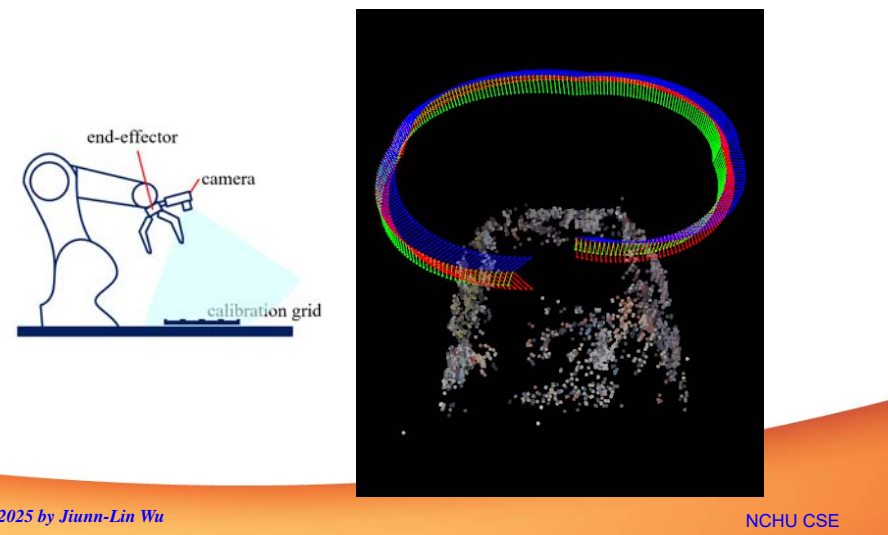 end-effector
camera
calibration grid
2025 by Jiunn-Lin Wu
NCHU CSE